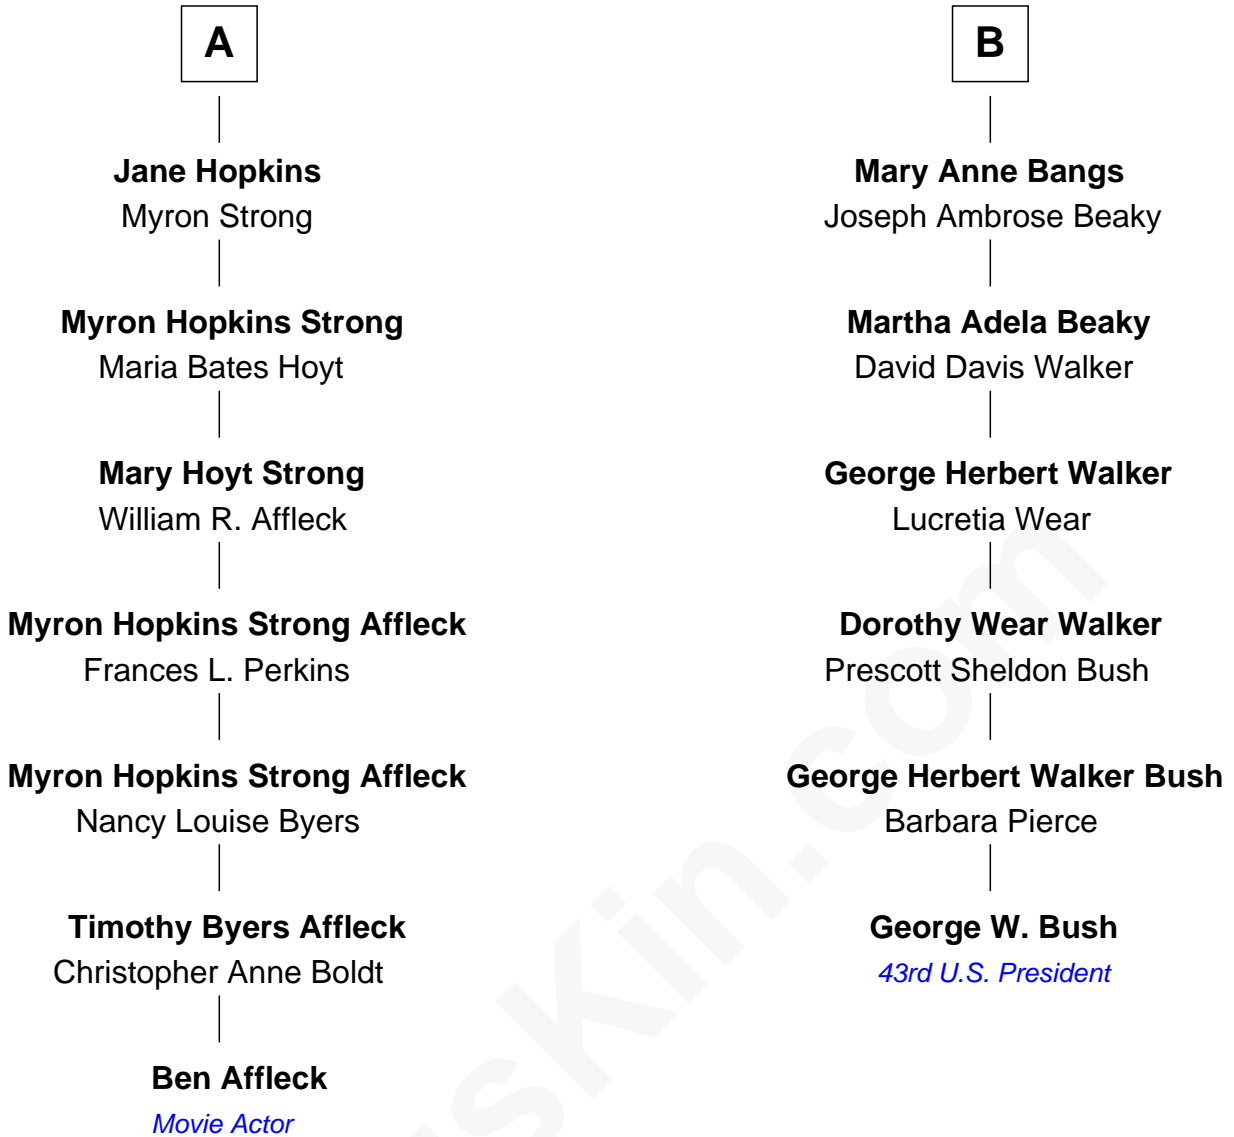 A
Jane Hopkins
Myron Strong
Myron Hopkins Strong
Maria Bates Hoyt
Mary Hoyt Strong
William R. Affleck
Myron Hopkins Strong Affleck
Frances L. Perkins
Myron Hopkins Strong Affleck
Nancy Louise Byers
Timothy Byers Affleck
Christopher Anne Boldt
Ben Affleck
Movie Actor
B
Mary Anne Bangs
Joseph Ambrose Beaky
Martha Adela Beaky
David Davis Walker
George Herbert Walker
Lucretia Wear
Dorothy Wear Walker
Prescott Sheldon Bush
George Herbert Walker Bush
Barbara Pierce
George W. Bush
43rd U.S. President
usKin.com